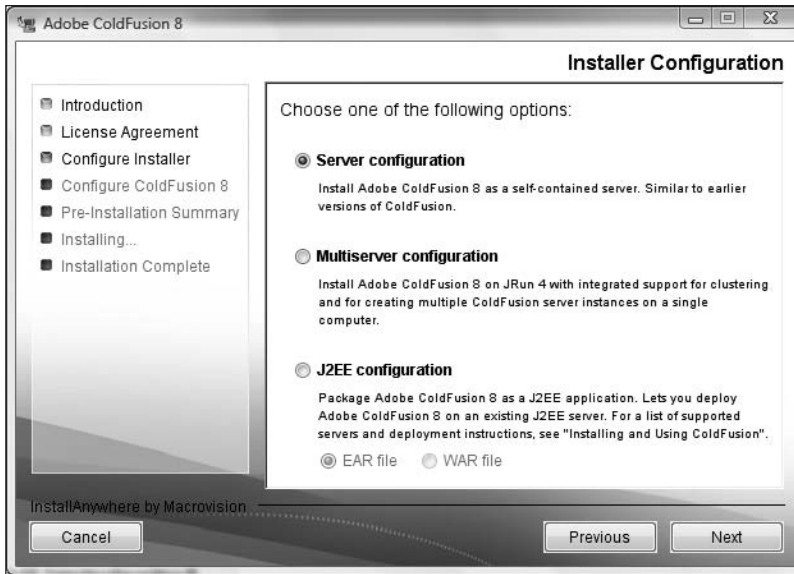 Adobe ColdFusion 8
Installer Configuration
Introduction
License Agreement
Configure Installer
Configure ColdFusion 8
Pre-Installation Summary
Installing...
Installation Complete
Choose one of the following options:
Server configuration
Install Adobe ColdFusion 8 as a self-contained server. Similar to earlier
versions of ColdFusion.
Multiserver configuration
Install Adobe ColdFusion 8 on JRun 4 with integrated support for clustering
and for creating multiple ColdFusion server instances on a single
computer.
J2EE configuration
Package Adobe ColdFusion 8 as a J2EE application. Lets you deploy
Adobe ColdFusion 8 on an existing J2EE server. For a list of supported
servers and deployment instructions, see "Installing and Using ColdFusion".
EAR file WAR file
InstallAnywhere by Macrovision
Cancel Previous Next